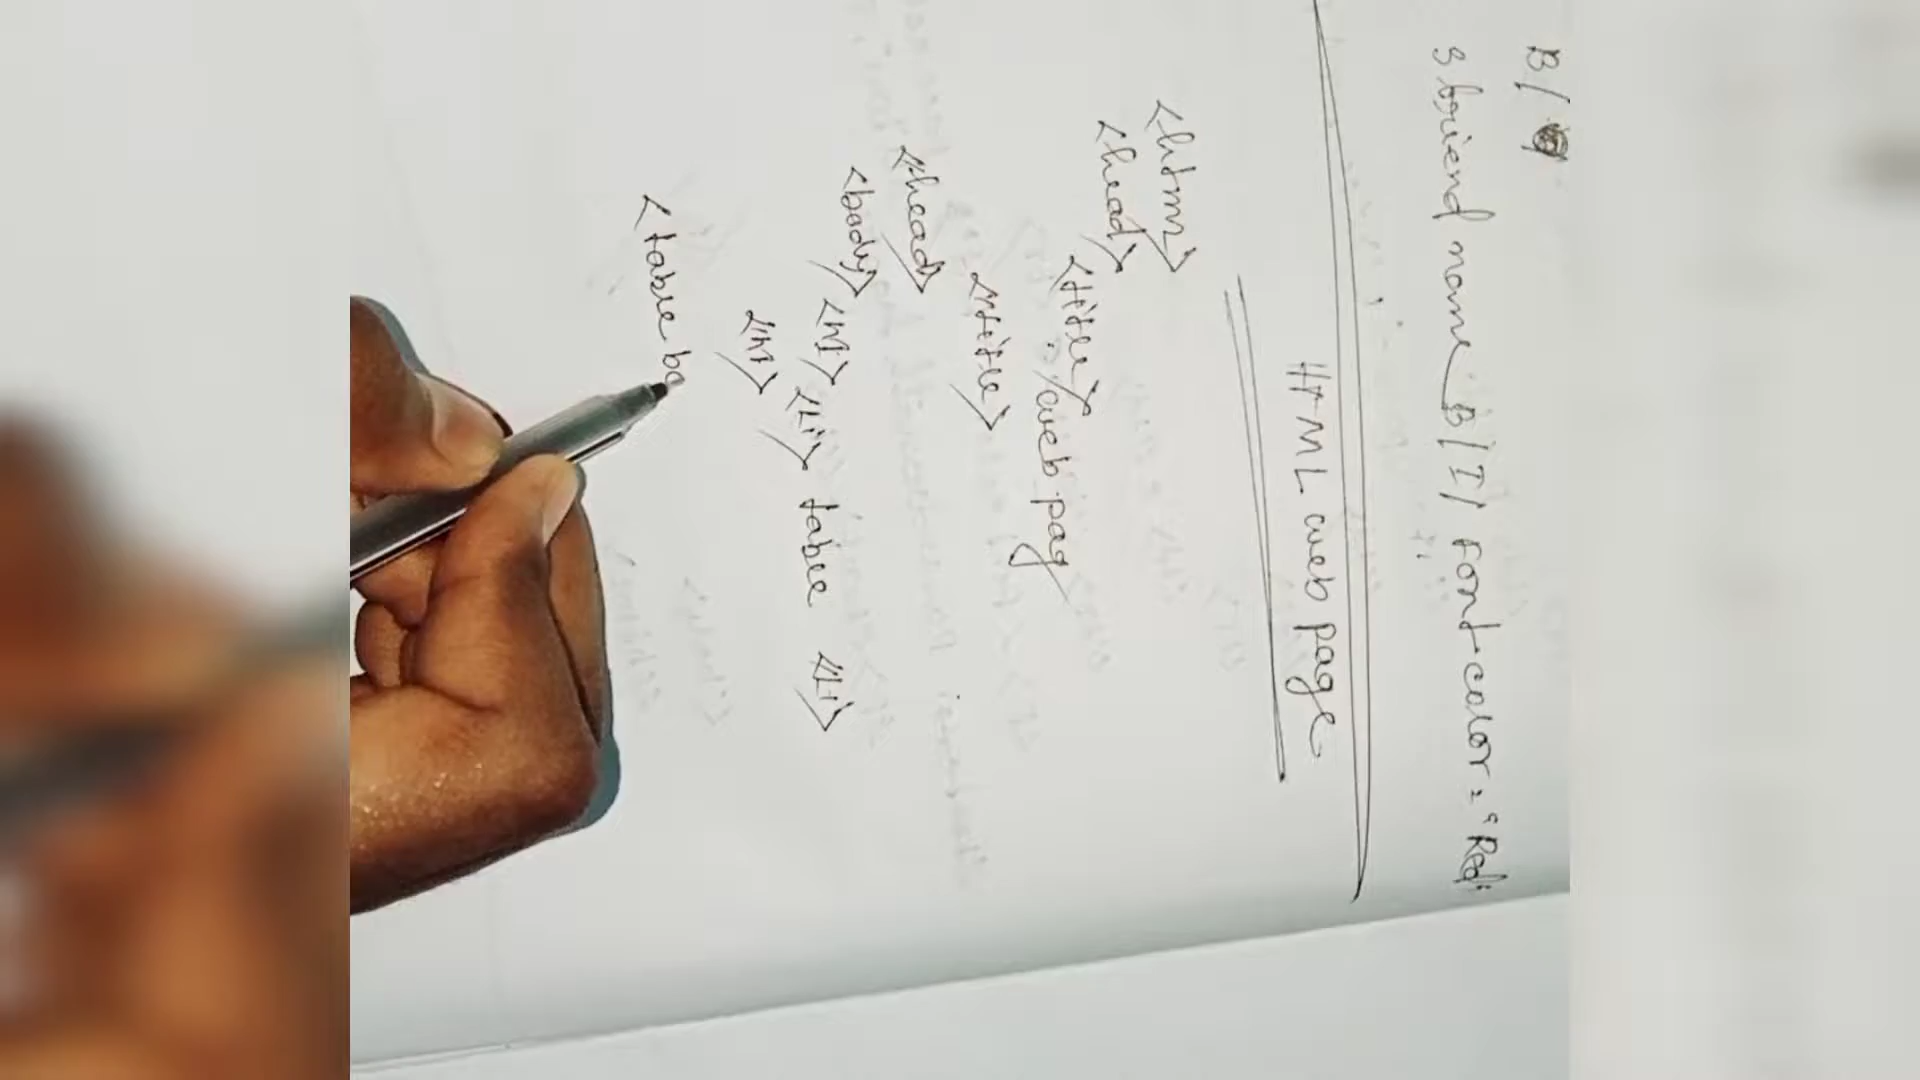 B/
3 friend name B/I/ Font color = "Red"
HTML web page
<html>
<head>
<title> web pag
</title>
</head>
<body> <h1>
<Li> table </Li>
</h1>
<table bo